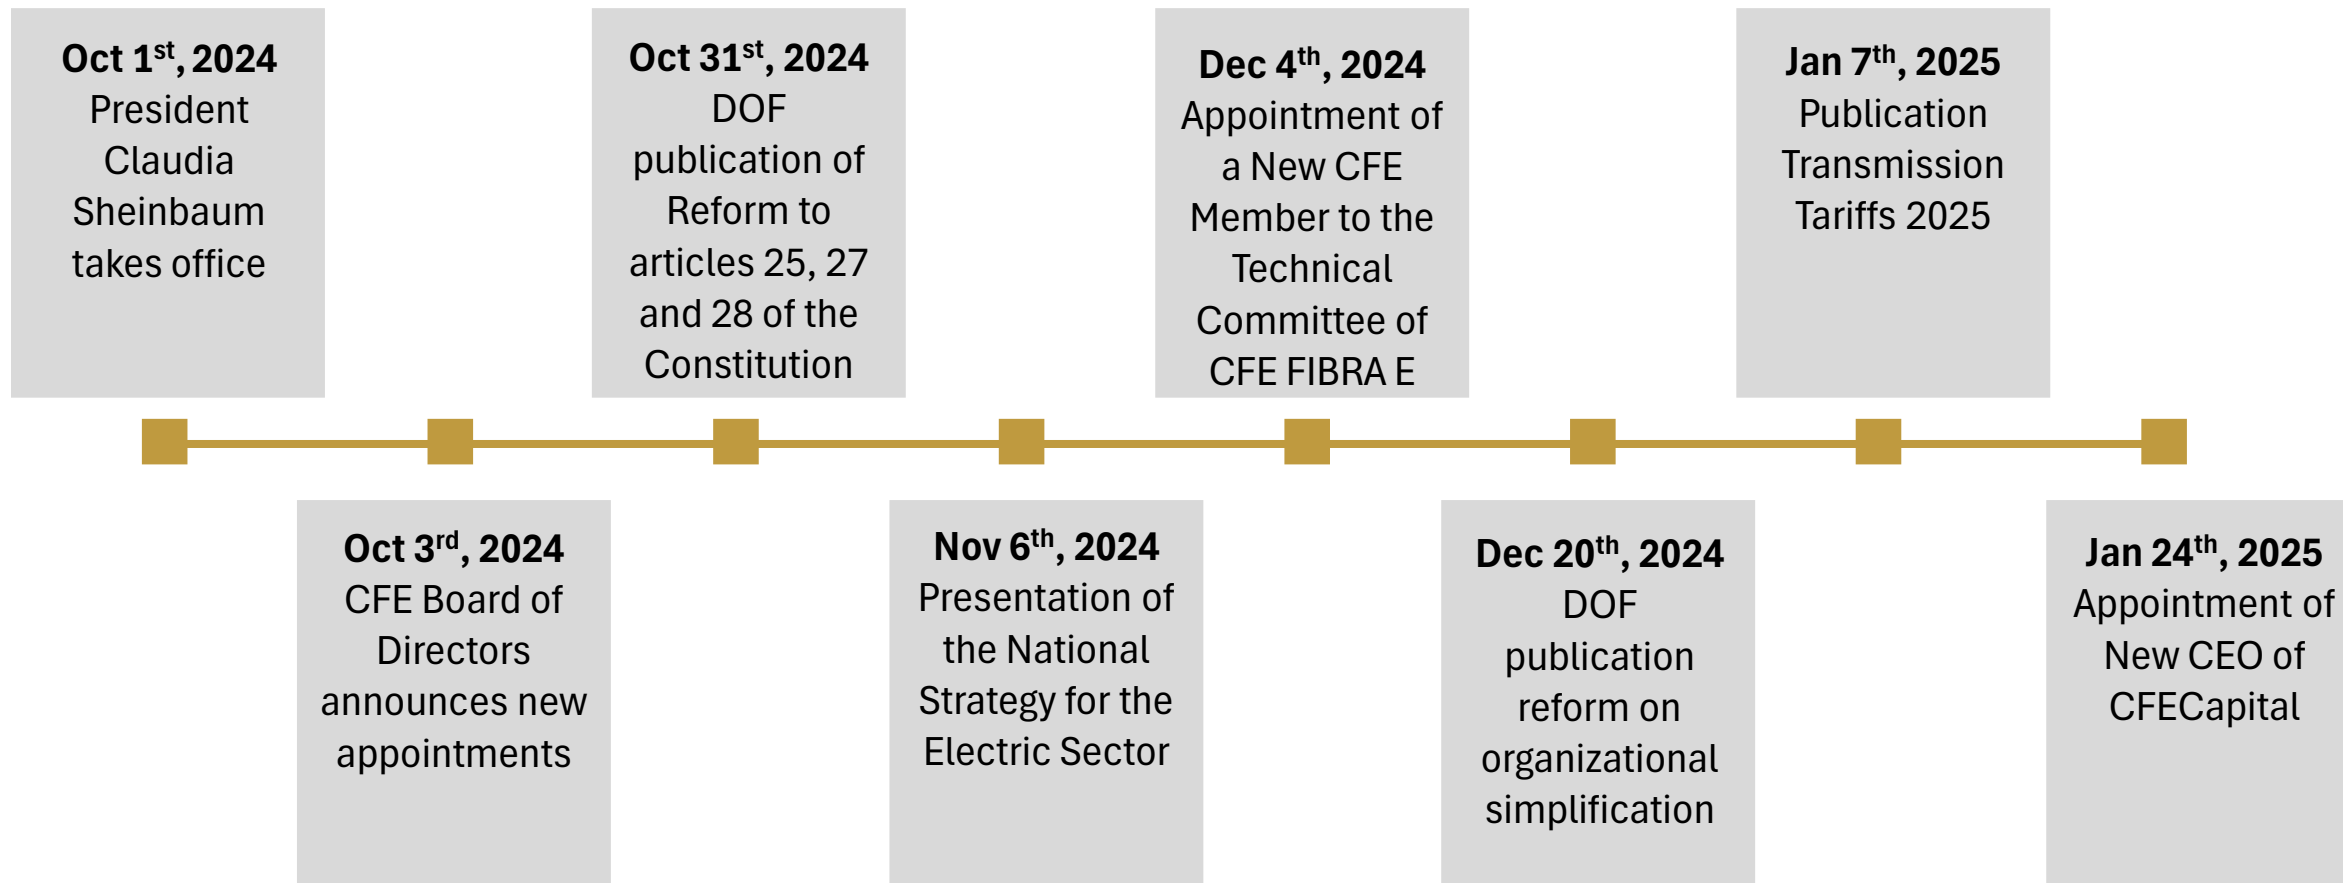 Oct 1st, 2024
President
Claudia
Sheinbaum
takes office
Oct 3rd, 2024
CFE Board of
Directors
announces new
appointments
Oct 31st, 2024
DOF
publication of
Reform to
articles 25, 27
and 28 of the
Constitution
Nov 6th, 2024
Presentation of
the National
Strategy for the
Electric Sector
Dec 4th, 2024
Appointment of
a New CFE
Member to the
Technical
Committee of
CFE FIBRA E
Dec 20th, 2024
DOF
publication
reform on
organizational
simplification
Jan 7th, 2025
Publication
Transmission
Tariffs 2025
Jan 24th, 2025
Appointment of
New CEO of
CFECapital